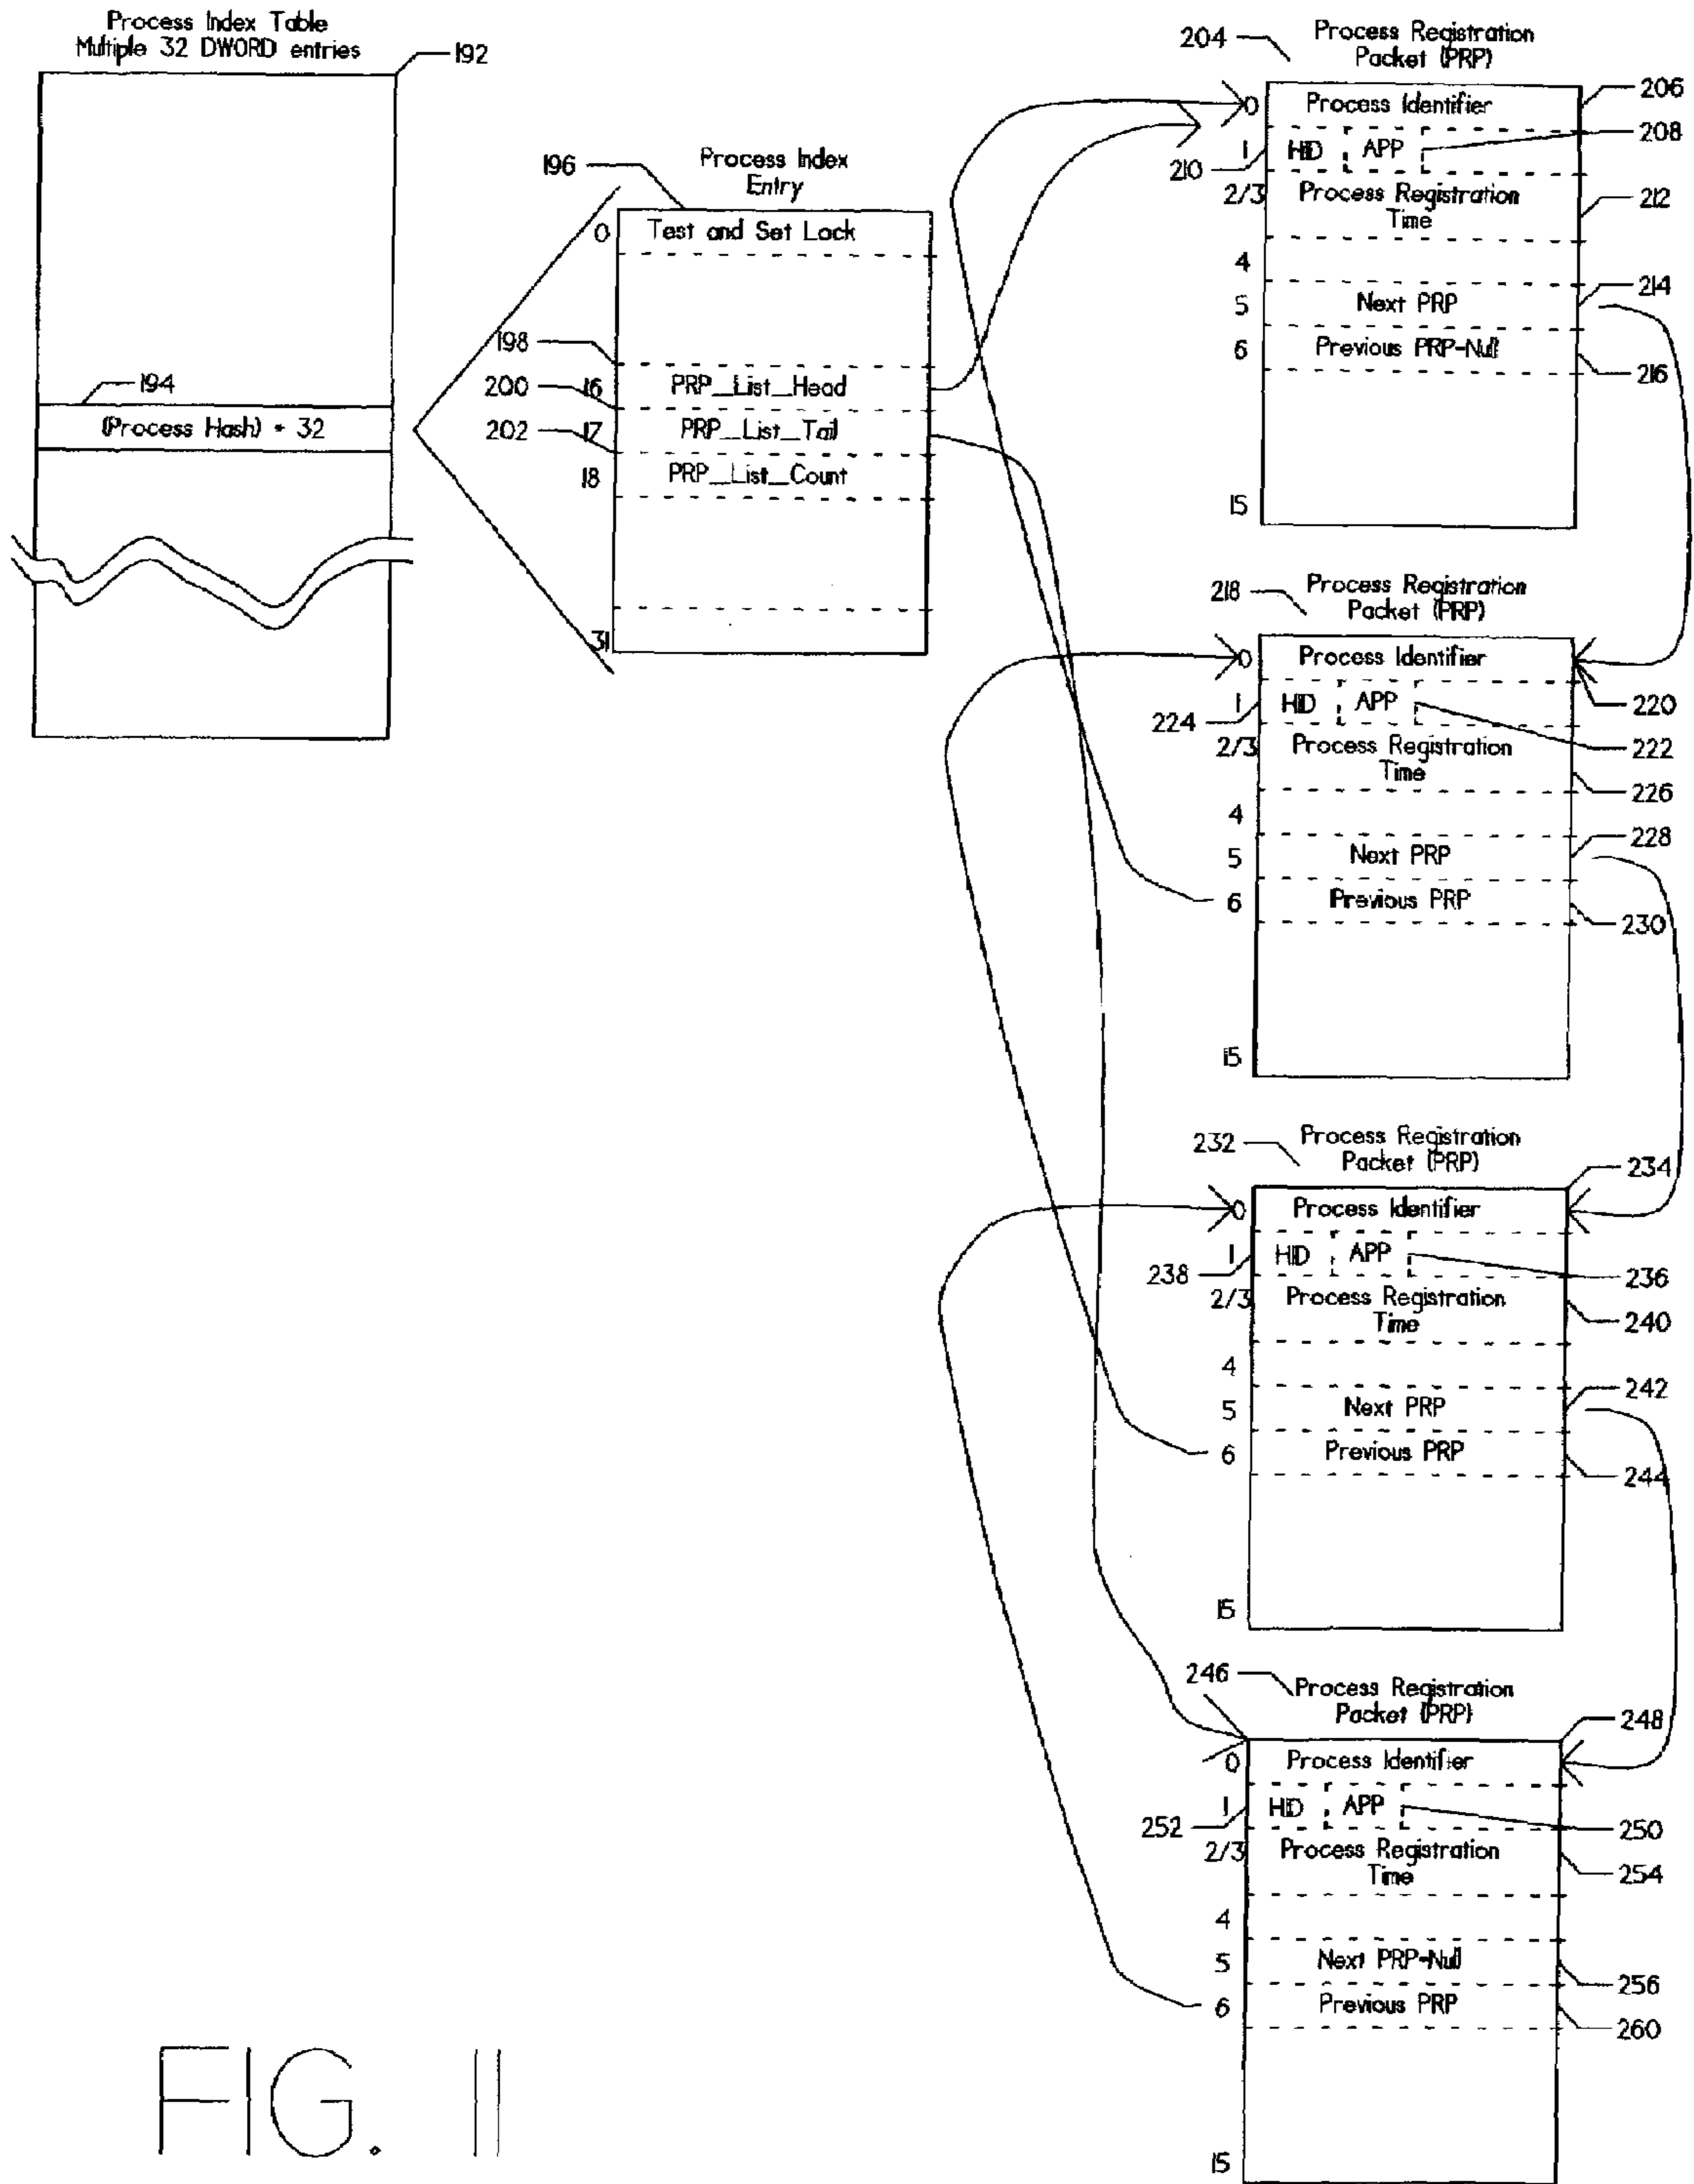 Process Index Table
Multiple 32 DWORD entries
192
194
(Process Hash) * 32
196
Process Index
Entry
0
Test and Set Lock
198
200
16
PRP_List_Head
202
17
PRP_List_Tail
18
PRP_List_Count
31
204
Process Registration
Packet (PRP)
0
Process Identifier
206
1
HID
APP
208
210
2/3
Process Registration
Time
212
4
214
5
Next PRP
6
Previous PRP-Null
216
15
218
Process Registration
Packet (PRP)
0
Process Identifier
220
1
HID
APP
224
222
2/3
Process Registration
Time
226
4
228
5
Next PRP
6
Previous PRP
230
15
232
Process Registration
Packet (PRP)
234
0
Process Identifier
1
HID
APP
238
236
2/3
Process Registration
Time
240
4
242
5
Next PRP
6
Previous PRP
244
15
246
Process Registration
Packet (PRP)
248
0
Process Identifier
1
HID
APP
252
250
2/3
Process Registration
Time
254
4
5
Next PRP-Null
256
6
Previous PRP
260
15
FIG. 11